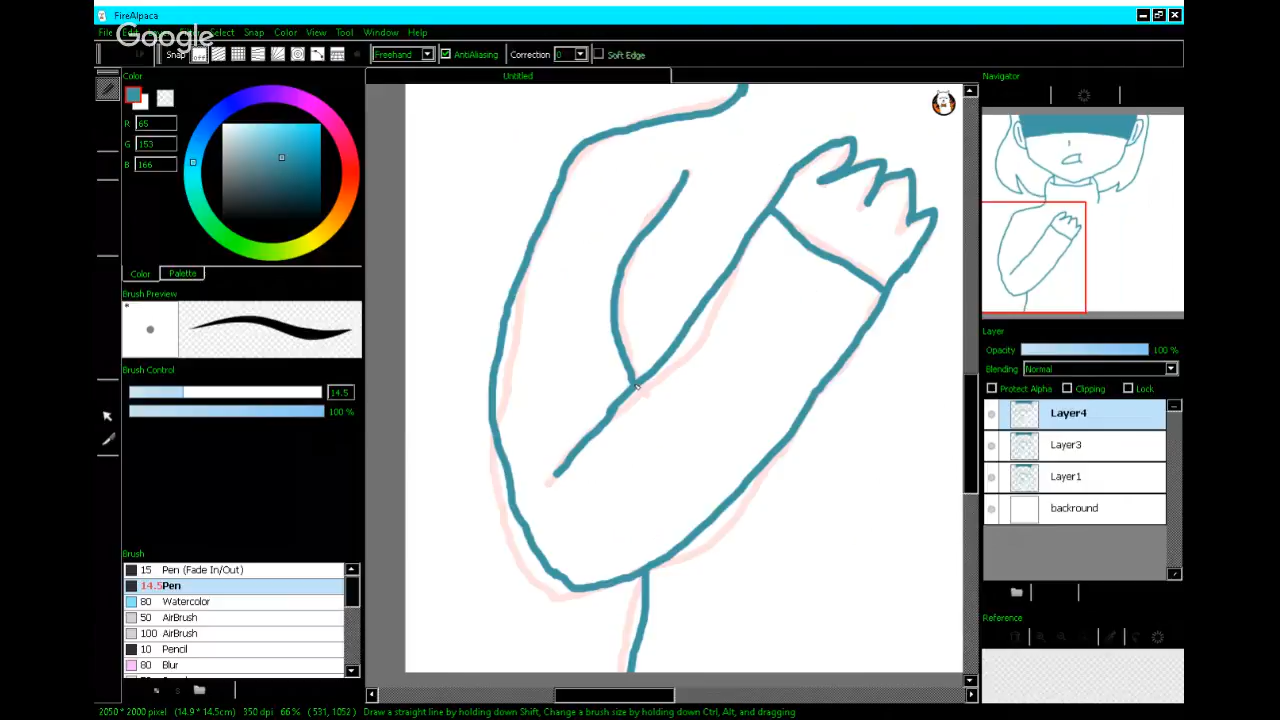 FireAlpaca
File Edit Select Snap Color View Tool Window Help
Google
Snap OFF Freehand AntiAliasing Correction 0 Soft Edge
Color
Untitled
Navigator
R 65
G 153
B 166
Color Palette
Brush Preview
Brush Control
14.5
100 %
Layer
Opacity 100 %
Blending Normal
Protect Alpha Clipping Lock
Layer4
Layer3
Layer1
backround
Brush
15 Pen (Fade In/Out)
14.5 Pen
80 Watercolor
50 AirBrush
100 AirBrush
10 Pencil
80 Blur
Reference
2050 * 2000 pixel (14.9 * 14.5cm) 350 dpi 66 % ( 531, 1052 ) Draw a straight line by holding down Shift, Change a brush size by holding down Ctrl, Alt, and dragging